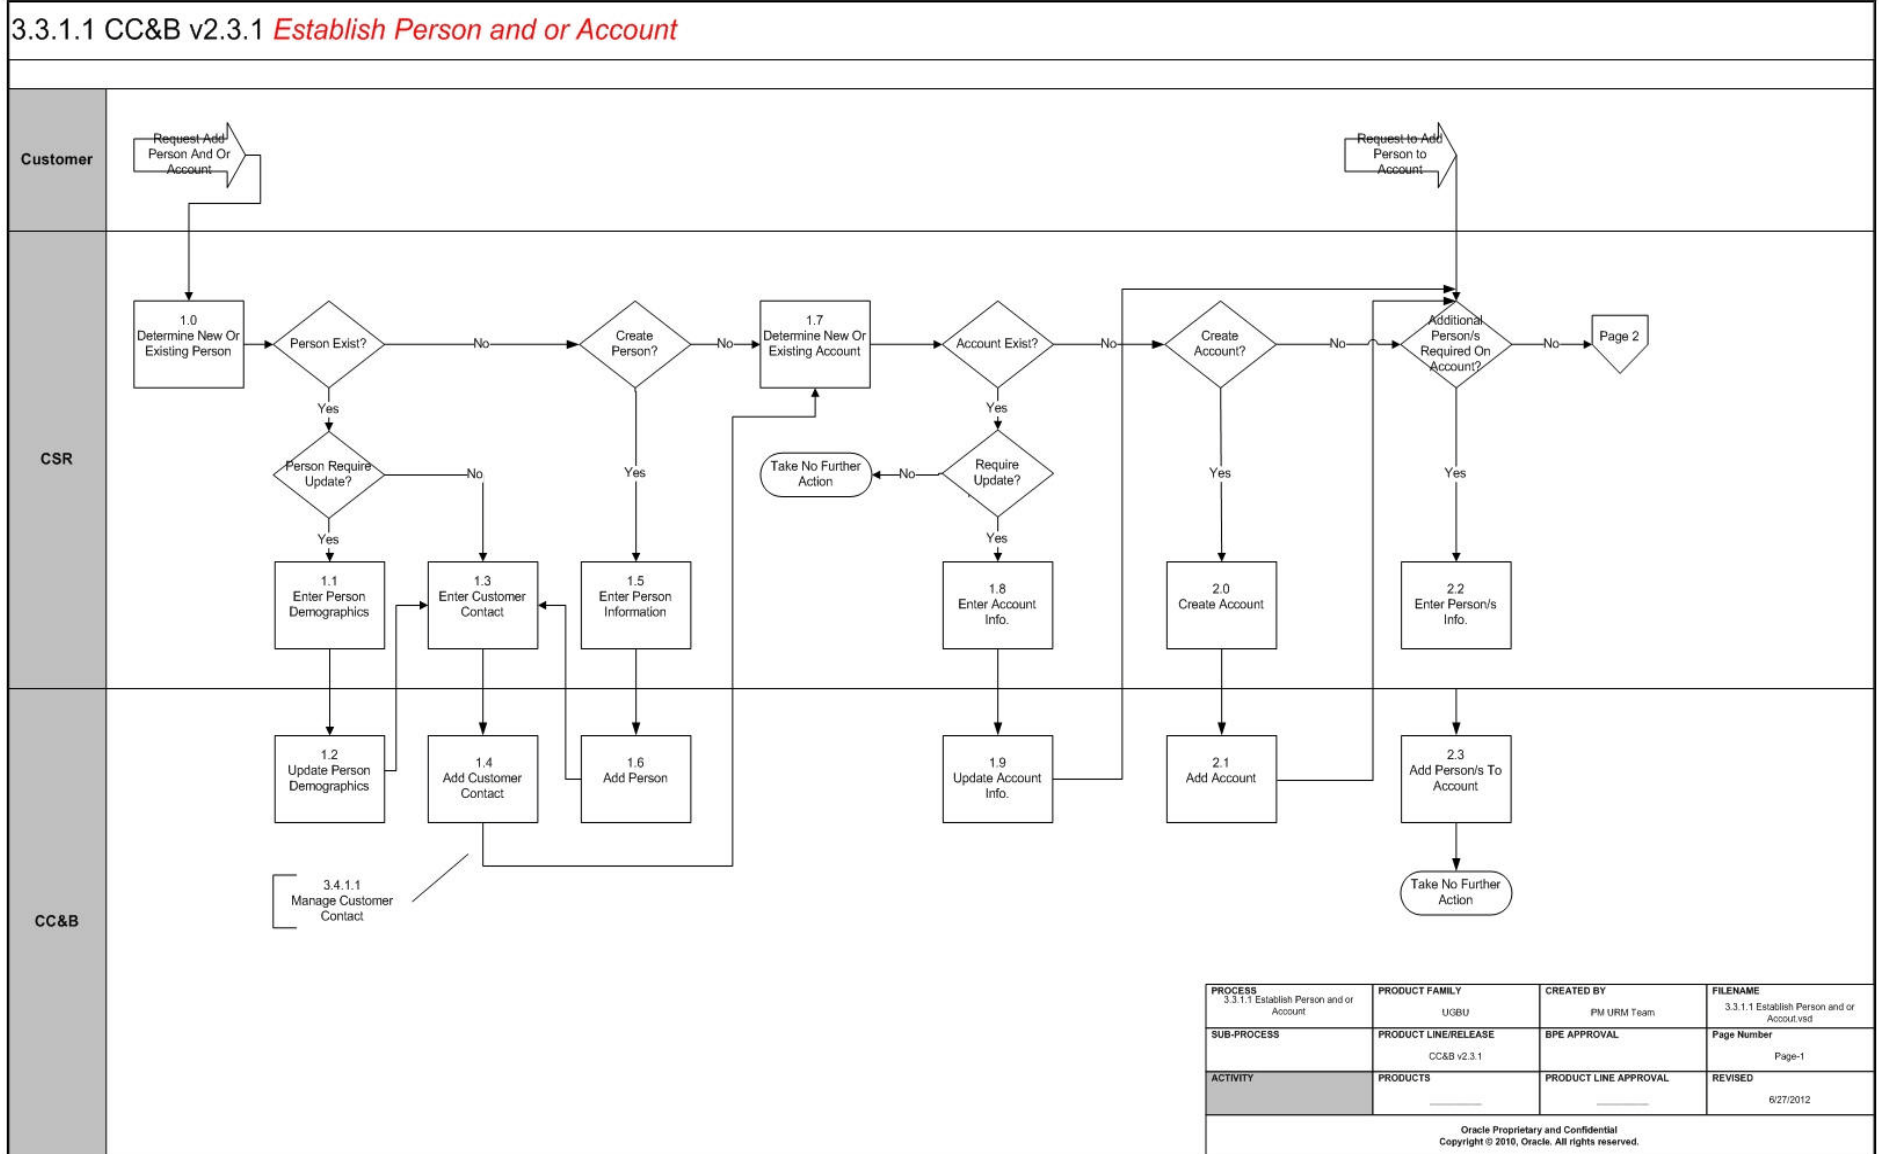 3.3.1.1 CC&B v2.3.1 Establish Person and or Account
Customer
Request Add
Person And Or
Account
Request to Add
Person to
Account
CSR
1.0
Determine New Or
Existing Person
Person Exist?
No
Create
Person?
No
1.7
Determine New Or
Existing Account
Account Exist?
No
Create
Account?
No
Additional
Person/s
Required On
Account?
No
Page 2
Yes
Person Require
Update?
No
Yes
Yes
Take No Further
Action
No
Yes
Require
Update?
Yes
Yes
Yes
1.1
Enter Person
Demographics
1.3
Enter Customer
Contact
1.5
Enter Person
Information
1.8
Enter Account
Info.
2.0
Create Account
2.2
Enter Person/s
Info.
CC&B
1.2
Update Person
Demographics
1.4
Add Customer
Contact
1.6
Add Person
1.9
Update Account
Info.
2.1
Add Account
2.3
Add Person/s To
Account
3.4.1.1
Manage Customer
Contact
Take No Further
Action
PROCESS
3.3.1.1 Establish Person and or
Account
PRODUCT FAMILY
UGBU
CREATED BY
PM URM Team
FILENAME
3.3.1.1 Establish Person and or
Accout.vsd
SUB-PROCESS
PRODUCT LINE/RELEASE
CC&B v2.3.1
BPE APPROVAL
Page Number
Page-1
ACTIVITY
PRODUCTS
PRODUCT LINE APPROVAL
REVISED
6/27/2012
Oracle Proprietary and Confidential
Copyright © 2010, Oracle. All rights reserved.